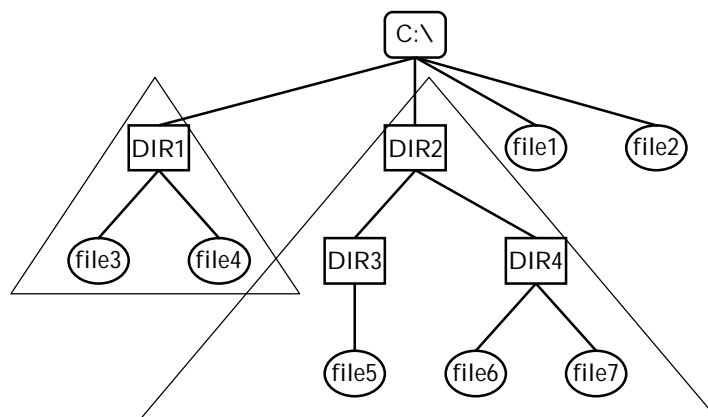 C:\
DIR1
DIR2
file1
file2
file3
file4
DIR3
DIR4
file5
file6
file7